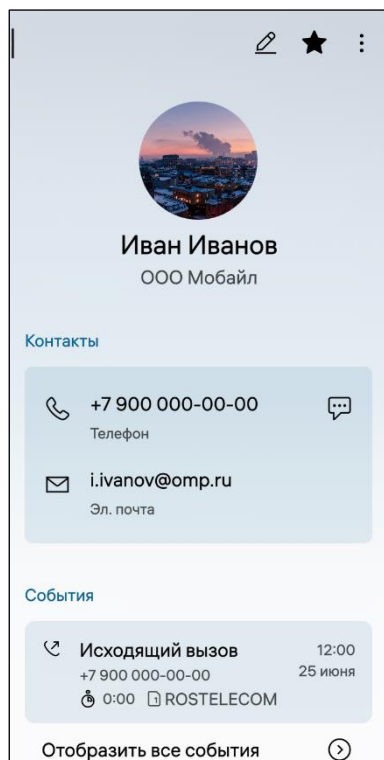 Иван Иванов
ООО Мобайл
Контакты
+7 900 000-00-00
Телефон
i.ivanov@omp.ru
Эл. почта
События
Исходящий вызов 12:00
+7 900 000-00-00 25 июня
0:00 1 ROSTELECOM
Отобразить все события